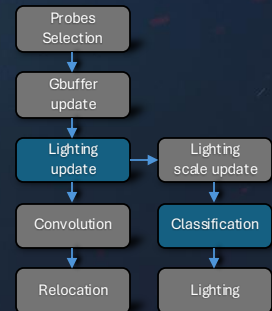 Probes
Selection
Gbuffer
update
Lighting
update
Lighting
scale update
Convolution
Classification
Relocation
Lighting